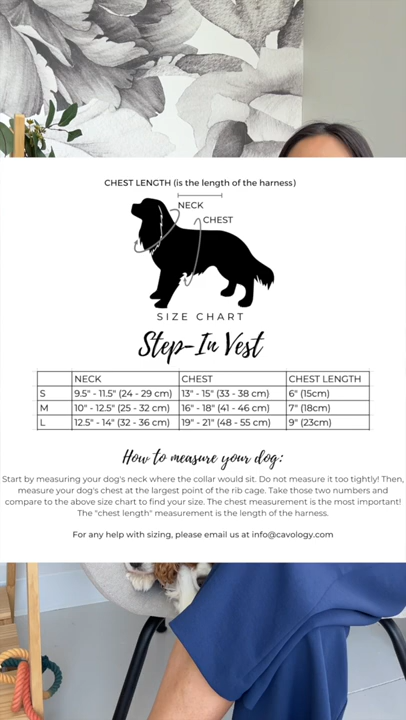 CHEST LENGTH (is the length of the harness)
NECK
CHEST
SIZE CHART
Step-In Vest
NECK CHEST CHEST LENGTH
S 9.5" - 11.5" (24 - 29 cm) 13" - 15" (33 - 38 cm) 6" (15cm)
M 10" - 12.5" (25 - 32 cm) 16" - 18" (41 - 46 cm) 7" (18cm)
L 12.5" - 14" (32 - 36 cm) 19" - 21" (48 - 55 cm) 9" (23cm)
How to measure your dog:
Start by measuring your dog's neck where the collar would sit. Do not measure it too tightly! Then,
measure your dog's chest at the largest point of the rib cage. Take those two numbers and
compare to the above size chart to find your size. The chest measurement is the most important!
The "chest length" measurement is the length of the harness.
For any help with sizing, please email us at info@cavology.com